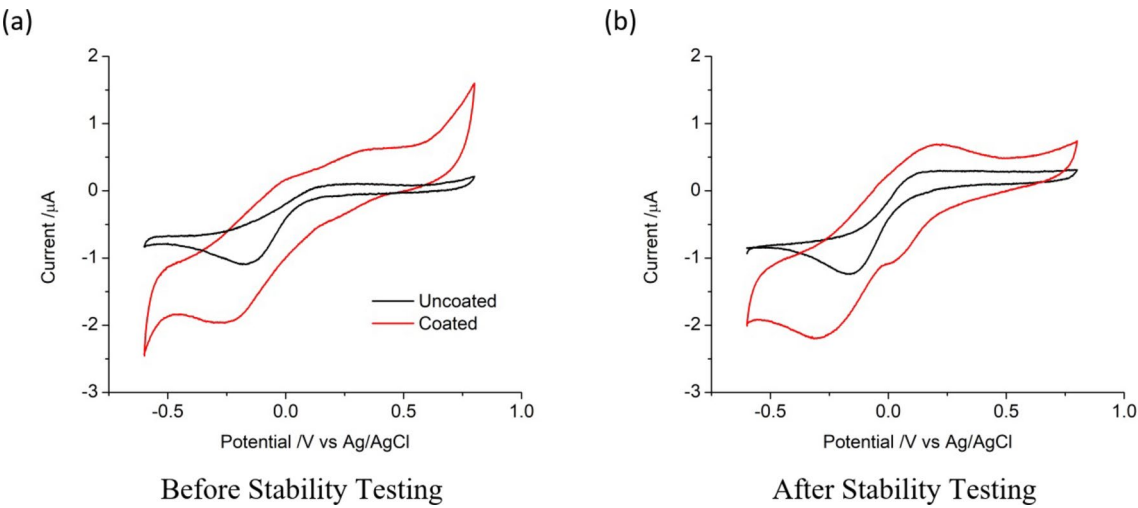 (a)
2
1
0
-1
-2
-3
Current /μA
Uncoated
Coated
-0.5 0.0 0.5 1.0
Potential /V vs Ag/AgCl
Before Stability Testing
(b)
2
1
0
-1
-2
-3
Current /μA
-0.5 0.0 0.5 1.0
Potential /V vs Ag/AgCl
After Stability Testing